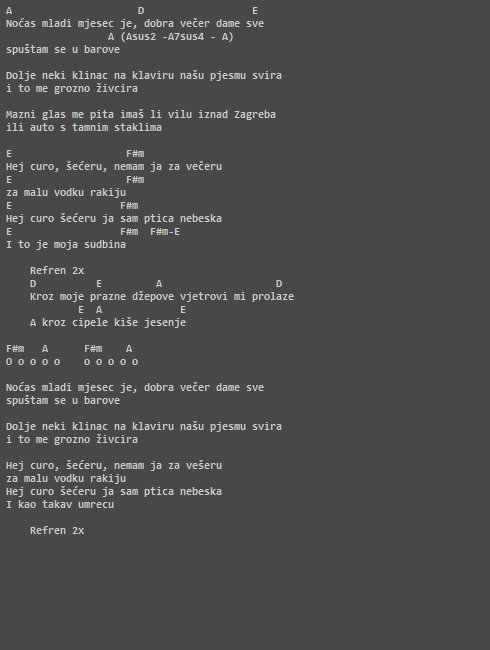 A                     D                  E
Noćas mladi mjesec je, dobra večer dame sve
                 A (Asus2 -A7sus4 - A)
spuštam se u barove

Dolje neki klinac na klaviru našu pjesmu svira
i to me grozno živcira

Mazni glas me pita imaš li vilu iznad Zagreba
ili auto s tamnim staklima

E                   F#m
Hej curo, šećeru, nemam ja za večeru
E                   F#m
za malu vodku rakiju
E                  F#m
Hej curo šećeru ja sam ptica nebeska
E                  F#m  F#m-E
I to je moja sudbina

    Refren 2x
    D          E         A                   D
    Kroz moje prazne džepove vjetrovi mi prolaze
            E  A             E
    A kroz cipele kiše jesenje

F#m   A      F#m    A
O o o o o    o o o o o

Noćas mladi mjesec je, dobra večer dame sve
spuštam se u barove

Dolje neki klinac na klaviru našu pjesmu svira
i to me grozno živcira

Hej curo, šećeru, nemam ja za vešeru
za malu vodku rakiju
Hej curo šećeru ja sam ptica nebeska
I kao takav umrecu

    Refren 2x